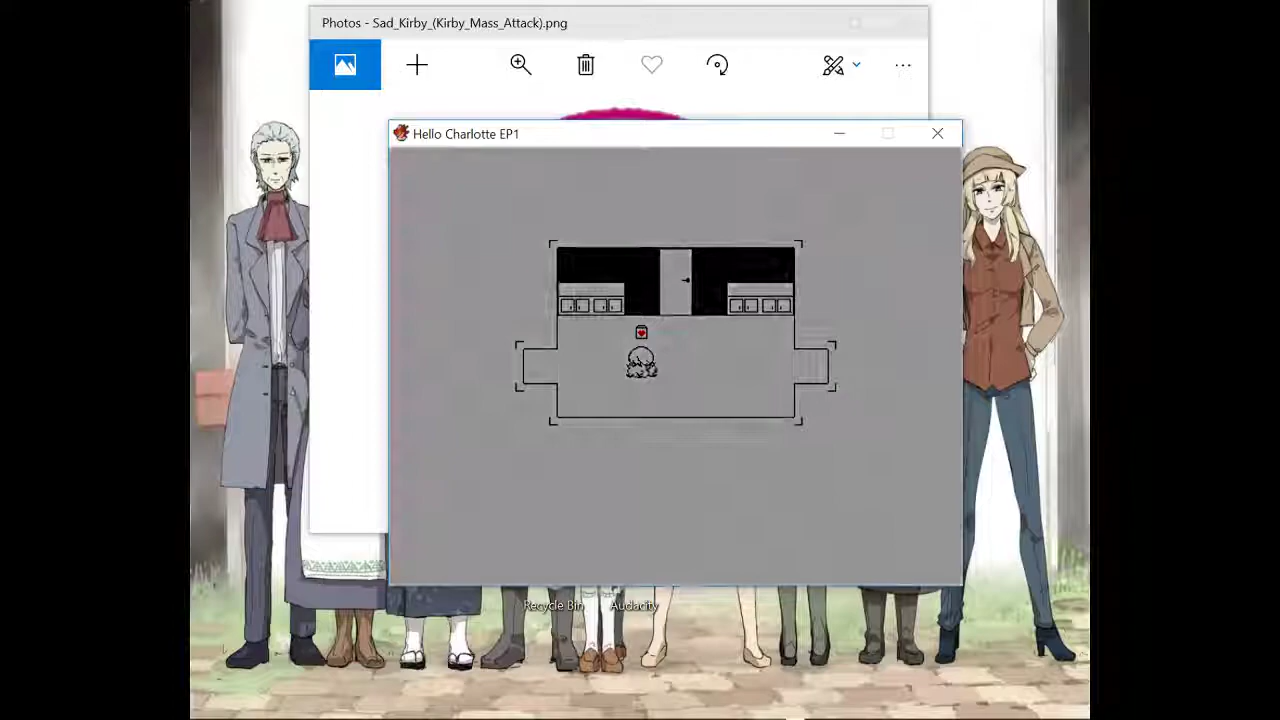 Photos - Sad_Kirby_(Kirby_Mass_Attack).png
Hello Charlotte EP1
Recycle Bin
Audacity